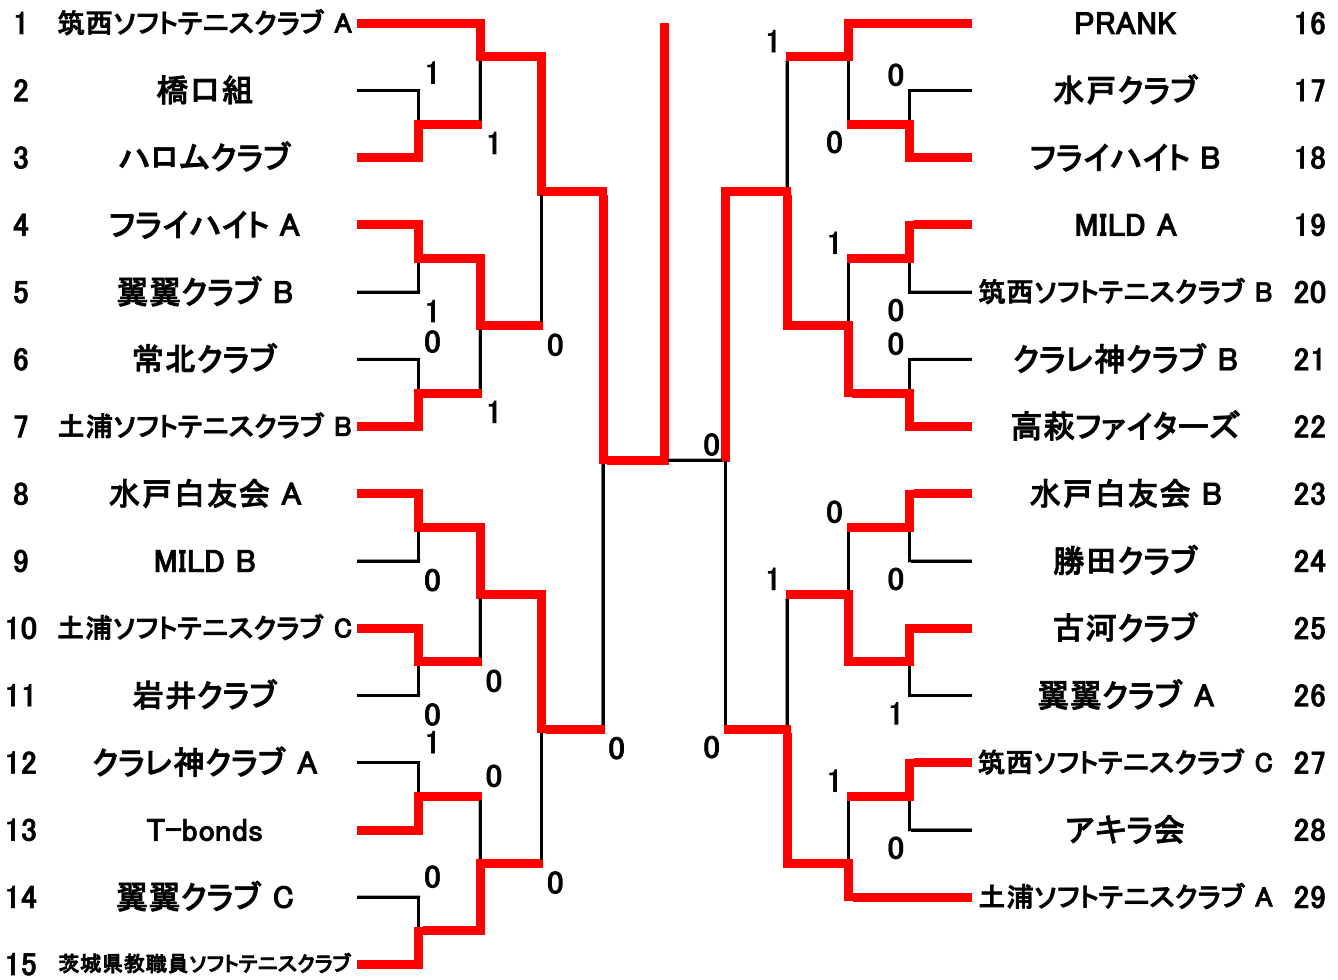 1 筑西ソフトテニスクラブ A
2 橋口組
3 ハロムクラブ
4 フライハイト A
5 翼翼クラブ B
6 常北クラブ
7 土浦ソフトテニスクラブ B
8 水戸白友会 A
9 MILD B
10 土浦ソフトテニスクラブ C
11 岩井クラブ
12 クラレ神クラブ A
13 T-bonds
14 翼翼クラブ C
15 茨城県教職員ソフトテニスクラブ
1
1
1
0
0
1
0
0
0
1
0
0
0
0
1
0
0
1
0
0
0
0
0
1
0
1
1
0
0
PRANK 16
水戸クラブ 17
フライハイト B 18
MILD A 19
筑西ソフトテニスクラブ B 20
クラレ神クラブ B 21
高萩ファイターズ 22
水戸白友会 B 23
勝田クラブ 24
古河クラブ 25
翼翼クラブ A 26
筑西ソフトテニスクラブ C 27
アキラ会 28
土浦ソフトテニスクラブ A 29